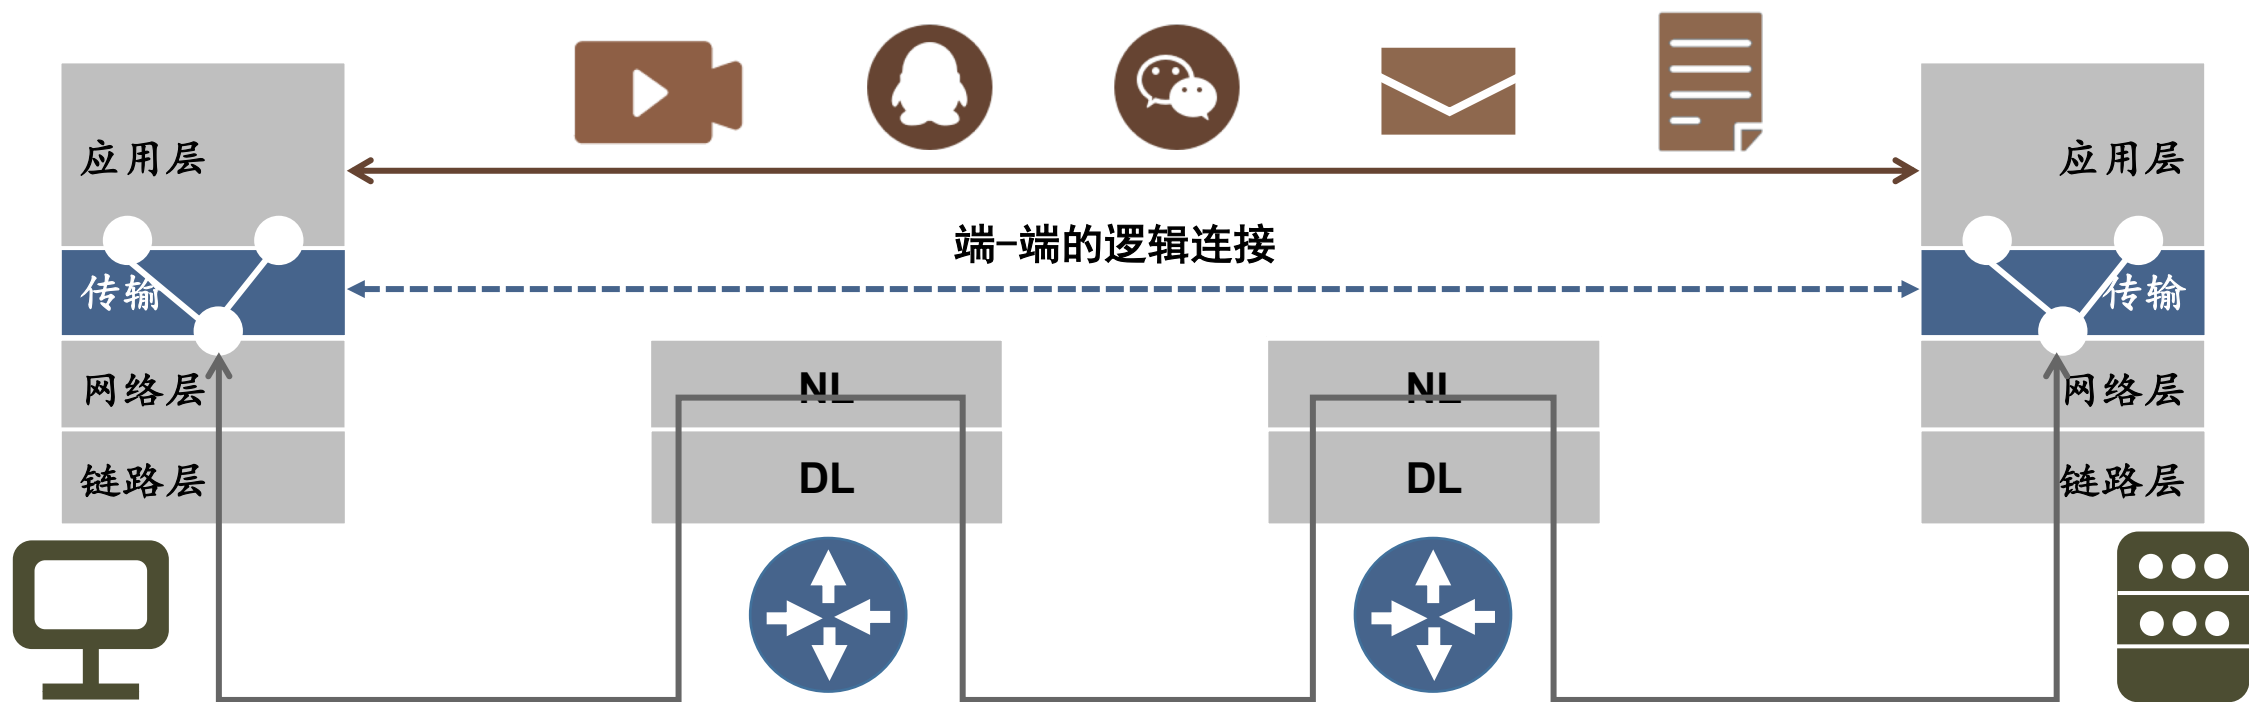 应用层
传输
网络层
链路层
端-端的逻辑连接
NL
DL
NL
DL
应用层
传输
网络层
链路层